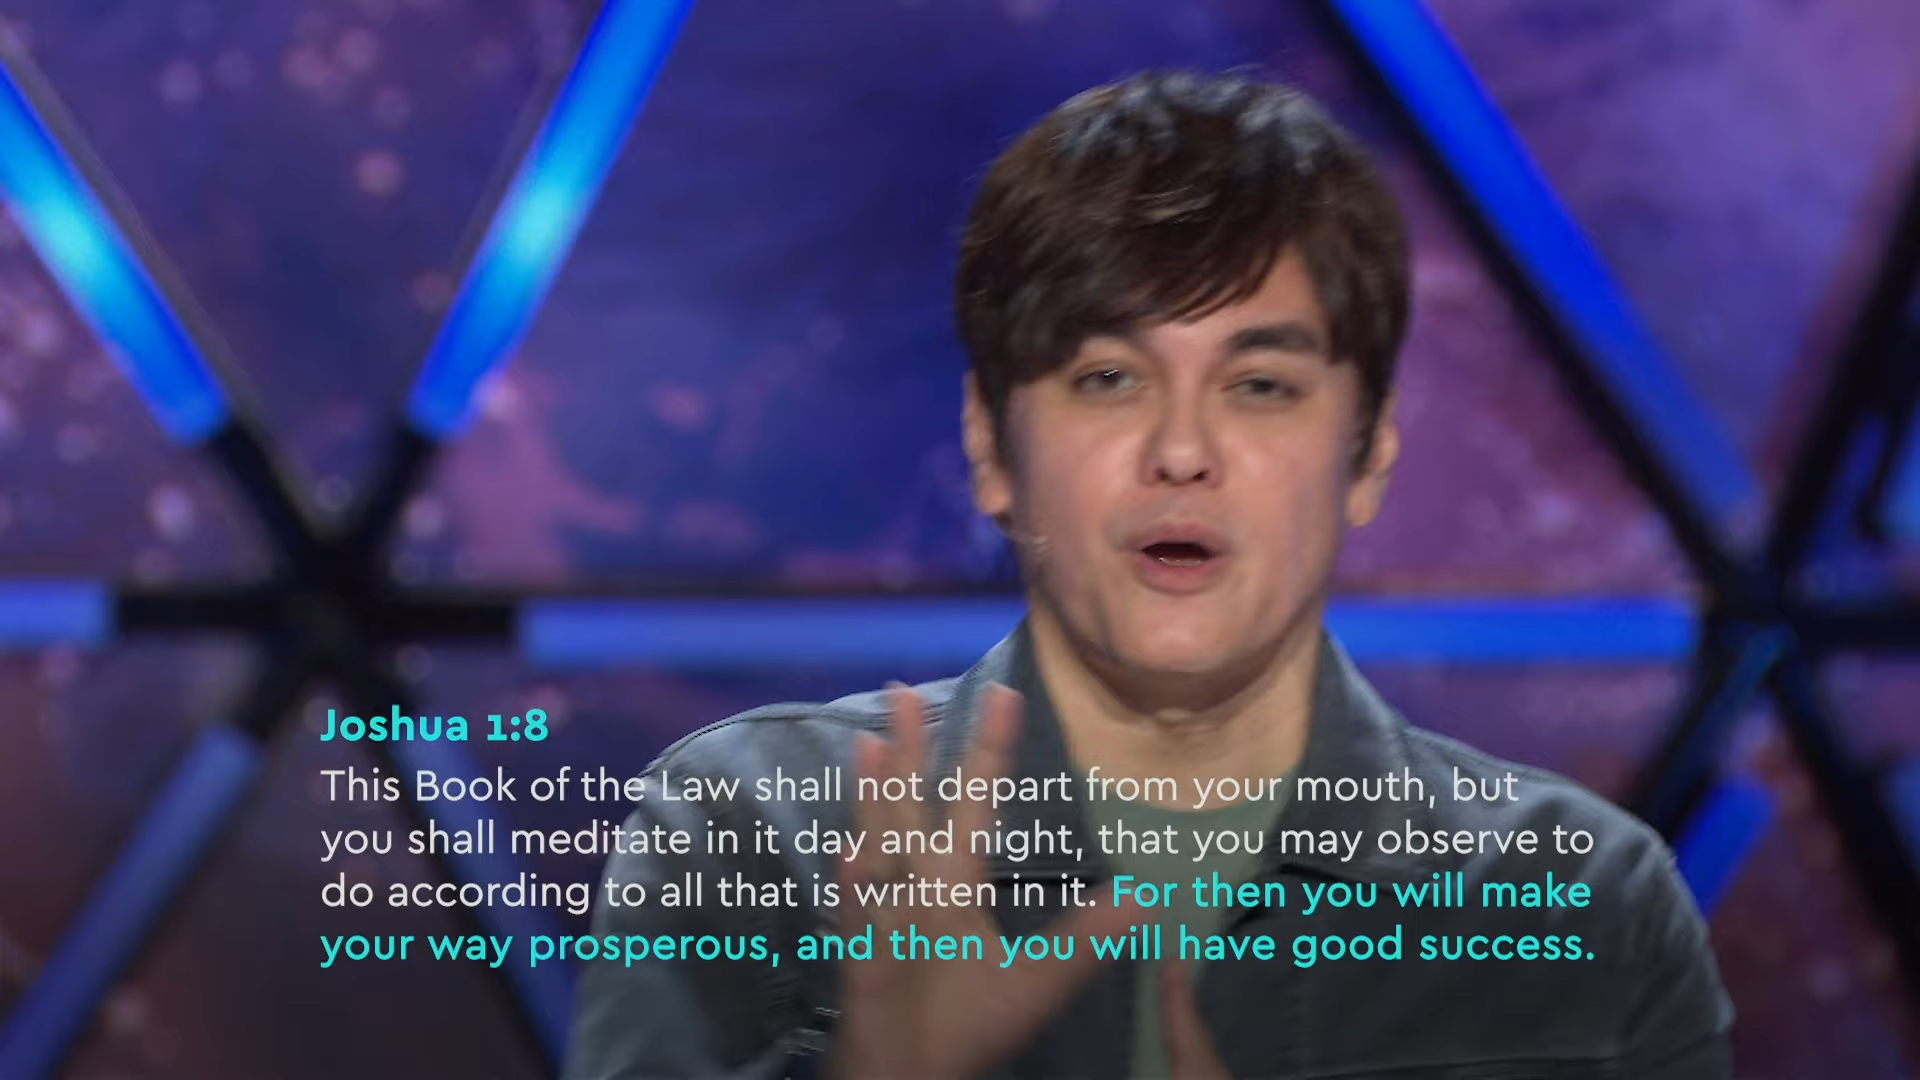 Joshua 1:8
This Book of the Law shall not depart from your mouth, but
you shall meditate in it day and night, that you may observe to
do according to all that is written in it. For then you will make
your way prosperous, and then you will have good success.